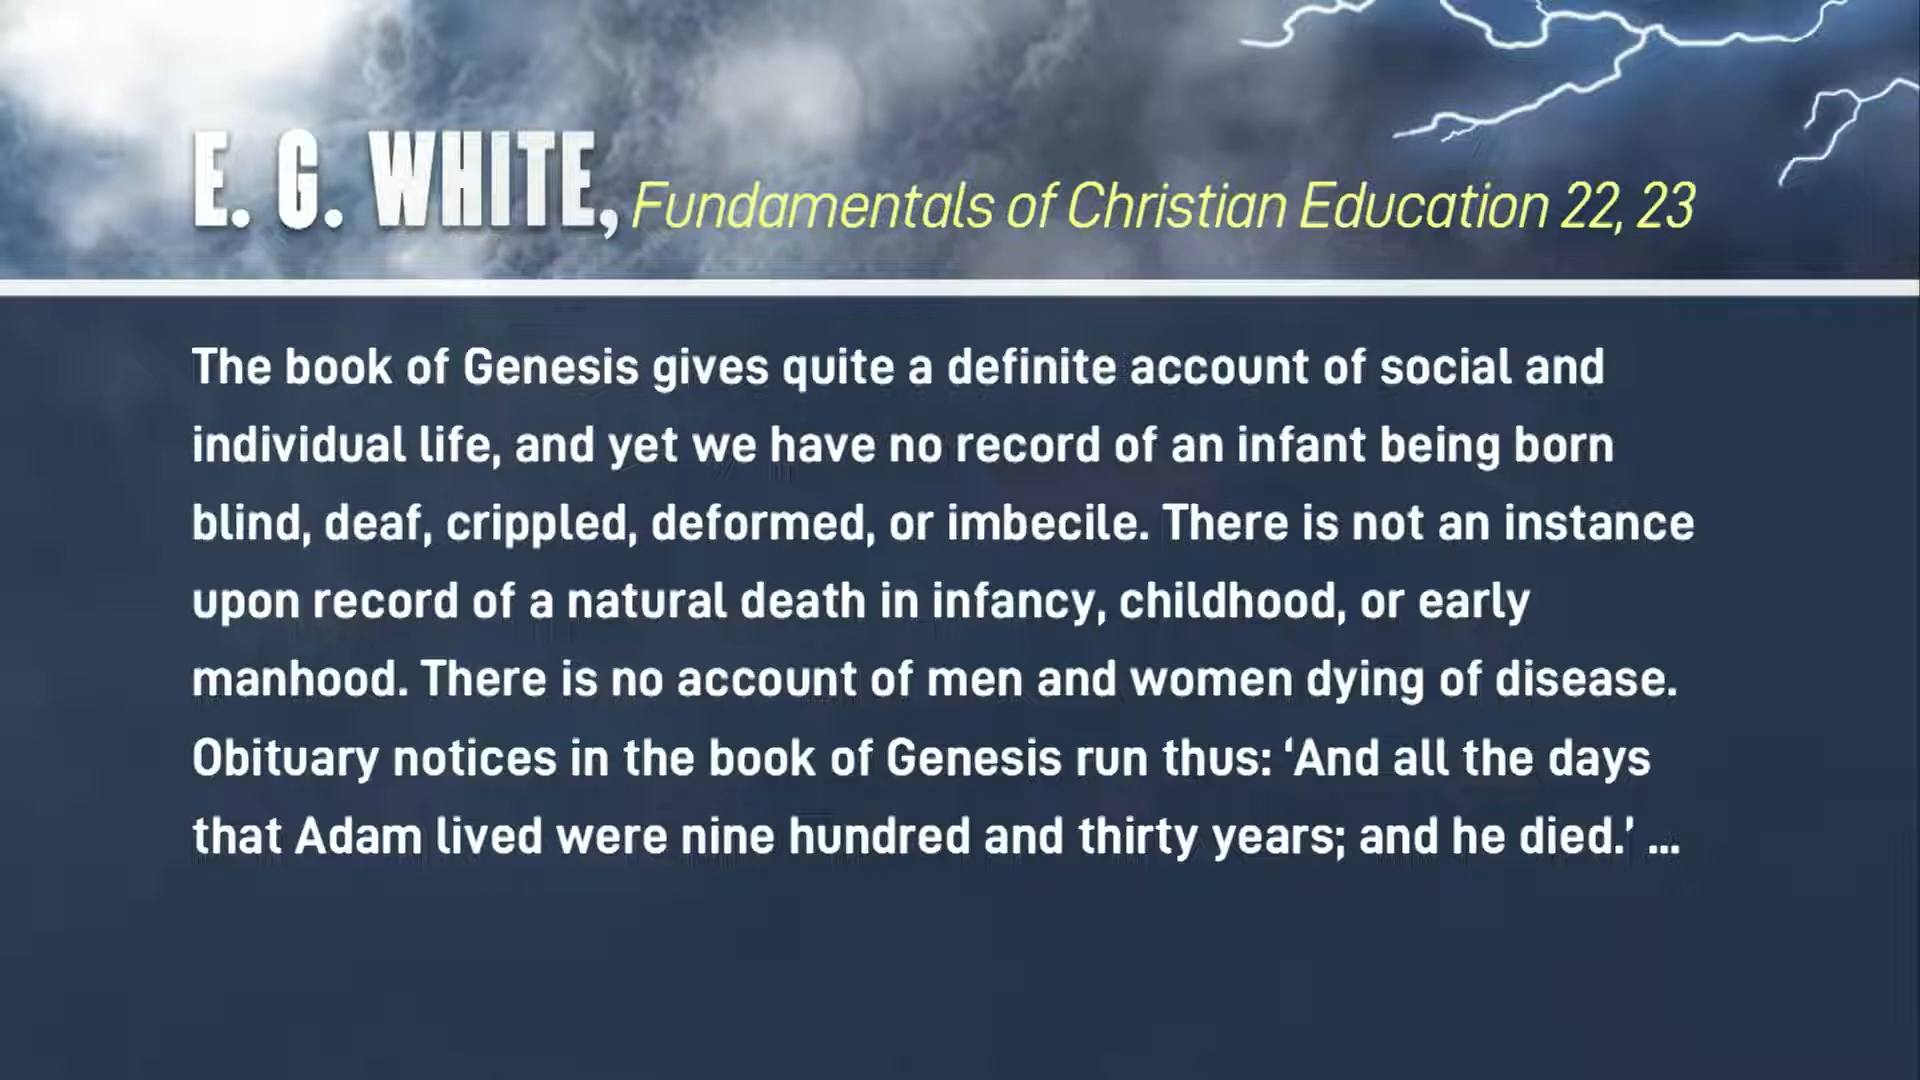 E. G. WHITE, Fundamentals of Christian Education 22, 23
The book of Genesis gives quite a definite account of social and
individual life, and yet we have no record of an infant being born
blind, deaf, crippled, deformed, or imbecile. There is not an instance
upon record of a natural death in infancy, childhood, or early
manhood. There is no account of men and women dying of disease.
Obituary notices in the book of Genesis run thus: ‘And all the days
that Adam lived were nine hundred and thirty years; and he died.’ ...